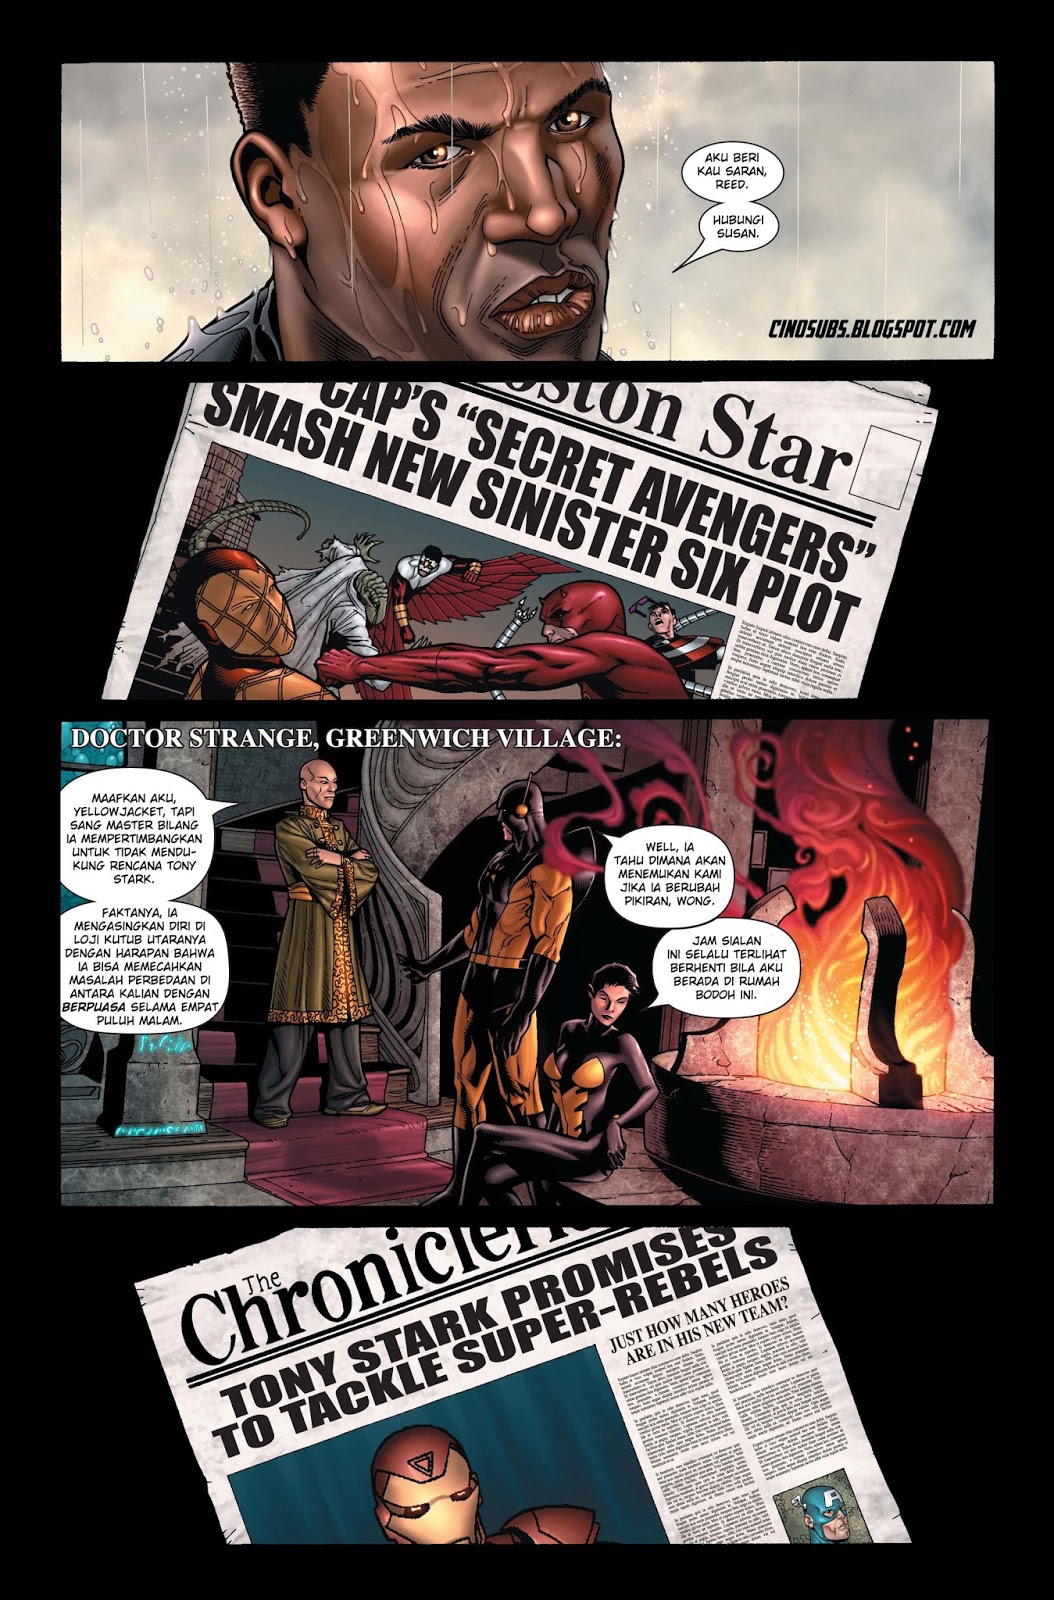 AKU BERI
KAU SARAN,
REED.
HUBUNGI
SUSAN.
CINOSUBS.BLOGSPOT.COM
oston Star
CAP'S "SECRET AVENGERS"
SMASH NEW SINISTER SIX PLOT
DOCTOR STRANGE, GREENWICH VILLAGE:
MAAFKAN AKU,
YELLOWJACKET, TAPI
SANG MASTER BILANG
IA MEMPERTIMBANGKAN
UNTUK TIDAK MENDU-
KUNG RENCANA TONY
STARK.
FAKTANYA, IA
MENGASINGKAN DIRI DI
LOJI KUTUB UTARANYA
DENGAN HARAPAN BAHWA
IA BISA MEMECAHKAN
MASALAH PERBEDAAN DI
ANTARA KALIAN DENGAN
BERPUASA SELAMA EMPAT
PULUH MALAM.
WELL, IA
TAHU DIMANA AKAN
MENEMUKAN KAMI
JIKA IA BERUBAH
PIKIRAN, WONG.
JAM SIALAN
INI SELALU TERLIHAT
BERHENTI BILA AKU
BERADA DI RUMAH
BODOH INI.
The
Chronicle
TONY STARK PROMISES
TO TACKLE SUPER-REBELS
JUST HOW MANY HEROES
ARE IN HIS NEW TEAM?
A